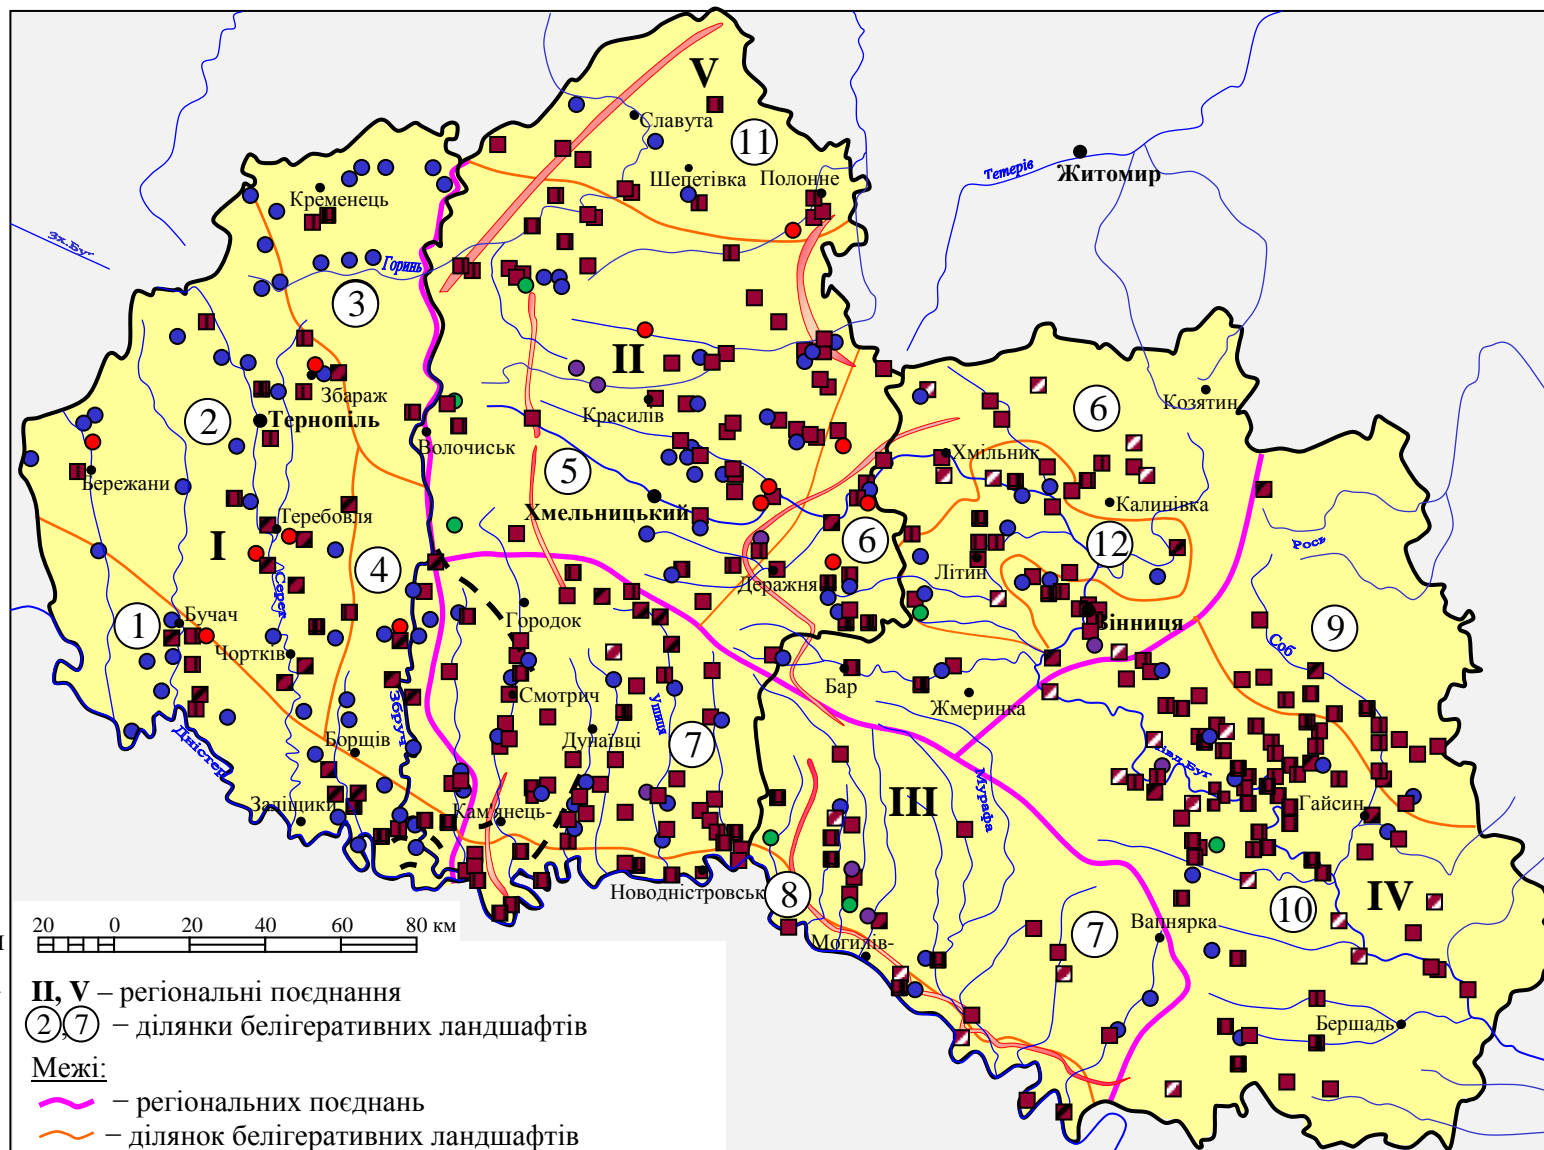 V
Славута
11
Шепетівка
Полонне
Тетерів
Житомир
Кременець
Зх.Буг
Горинь
3
II
6
Збараж
Красилів
Козятин
2
Тернопіль
Волочиськ
Хмільник
5
Бережани
Хмельницький
Калинівка
Теребовля
I
6
12
Рось
4
Деражня
Літин
Серет
Бучач
1
Городок
Вінниця
9
Соб
Чортків
Бар
Смотрич
Жмеринка
Збруч
Ушиця
Дністер
Борщів
Дунаївці
7
Півд.Буг
Мурафа
III
Заліщики
Кам'янець-
Гайсин
Новодністровськ
8
IV
10
7
Вапнярка
Могилів-
20 0 20 40 60 80 км
II, V – регіональні поєднання
2, 7 – ділянки белігеративних ландшафтів
Бершадь
Межі:
– регіональних поєднань
– ділянок белігеративних ландшафтів